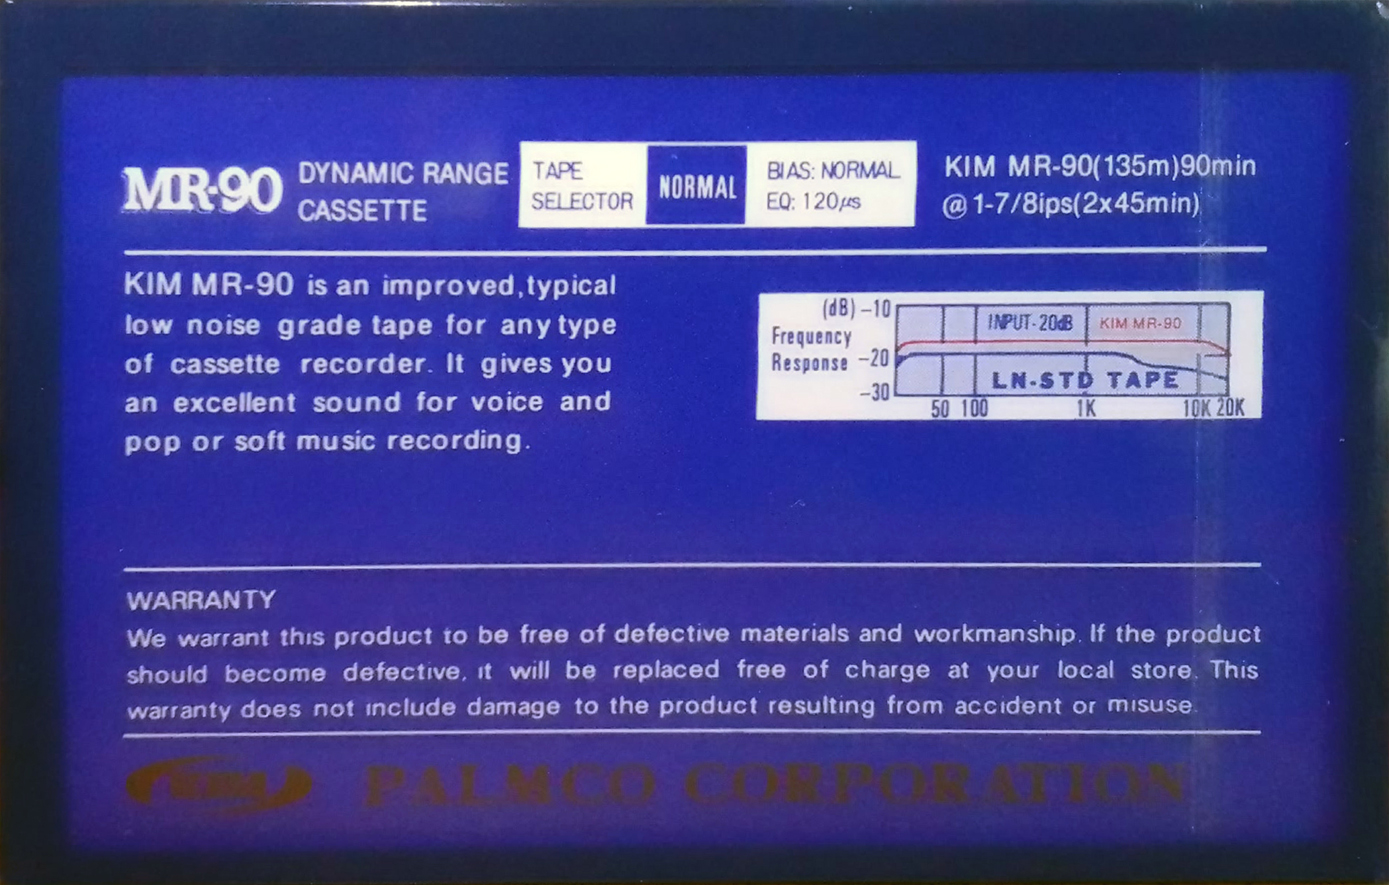 MR-90 DYNAMIC RANGE CASSETTE
TAPE SELECTOR NORMAL BIAS: NORMAL EQ: 120µs
KIM MR-90(135m)90min
@ 1-7/8ips(2x45min)
KIM MR-90 is an improved,typical
low noise grade tape for any type
of cassette recorder. It gives you
an excellent sound for voice and
pop or soft music recording.
(dB) -10
Frequency
Response -20
-30
INPUT-20dB KIM MR-90
LN-STD TAPE
50 100 1K 10K 20K
WARRANTY
We warrant this product to be free of defective materials and workmanship. If the product
should become defective, it will be replaced free of charge at your local store. This
warranty does not include damage to the product resulting from accident or misuse.
PALMCO CORPORATION